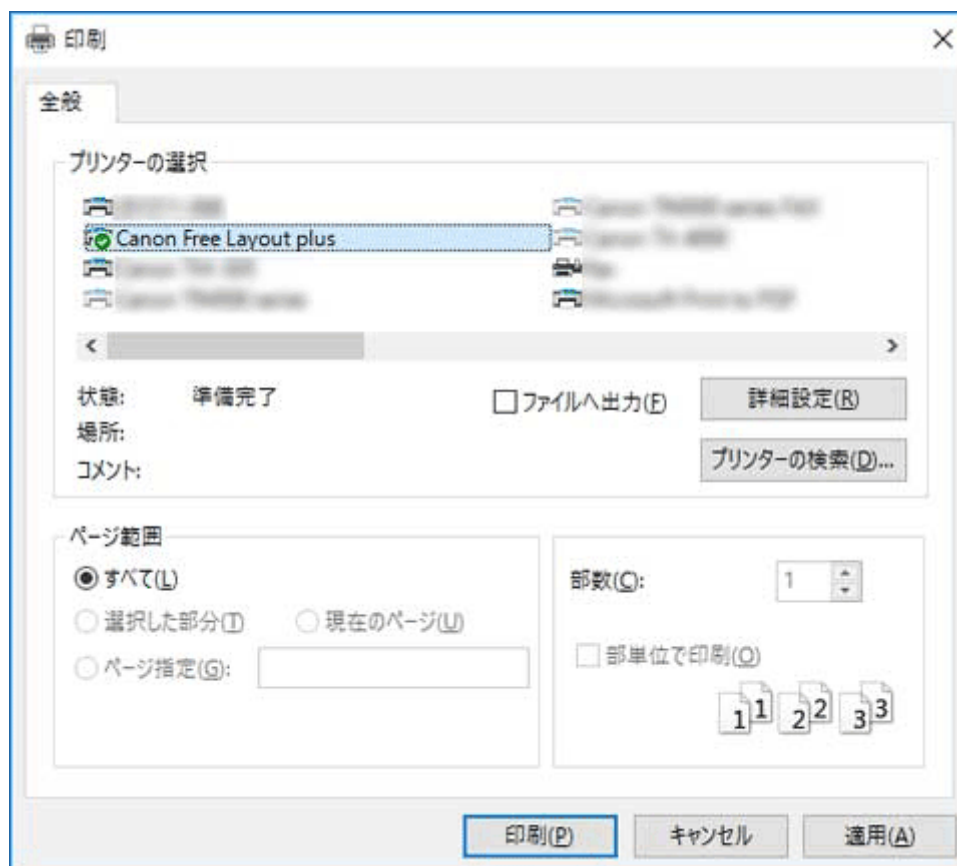 印刷
全般
プリンターの選択
Canon Free Layout plus
状態: 準備完了
ファイルへ出力(F)
詳細設定(R)
場所:
プリンターの検索(D)...
コメント:
ページ範囲
すべて(L)
選択した部分(T) 現在のページ(U)
ページ指定(G):
部数(C): 1
部単位で印刷(O)
1 1 2 2 3 3
印刷(P) キャンセル 適用(A)